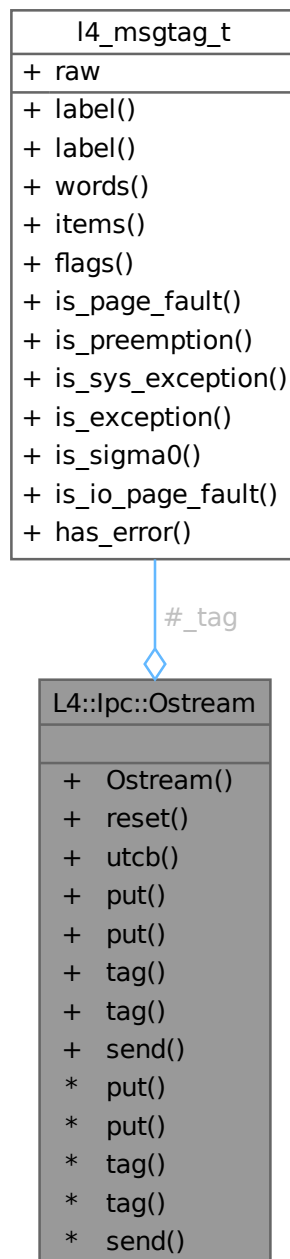 l4_msgtag_t
+ raw
+ label()
+ label()
+ words()
+ items()
+ flags()
+ is_page_fault()
+ is_preemption()
+ is_sys_exception()
+ is_exception()
+ is_sigma0()
+ is_io_page_fault()
+ has_error()
#_tag
L4::Ipc::Ostream
+ Ostream()
+ reset()
+ utcb()
+ put()
+ put()
+ tag()
+ tag()
+ send()
* put()
* put()
* tag()
* tag()
* send()